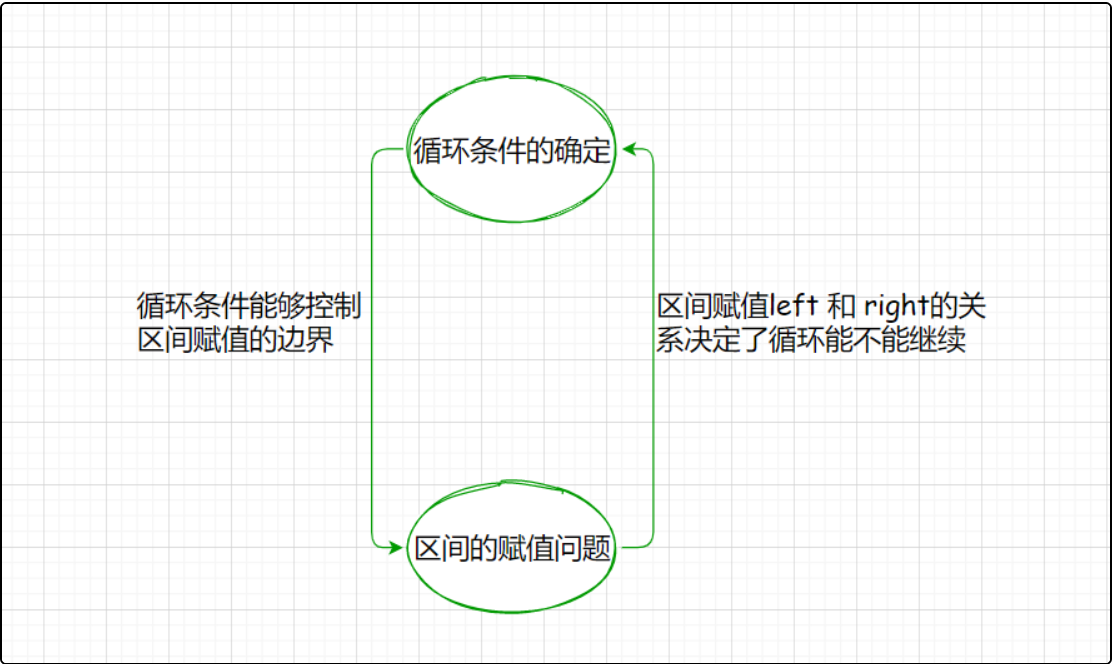 循环条件的确定
循环条件能够控制
区间赋值的边界
区间赋值left 和 right的关
系决定了循环能不能继续
区间的赋值问题